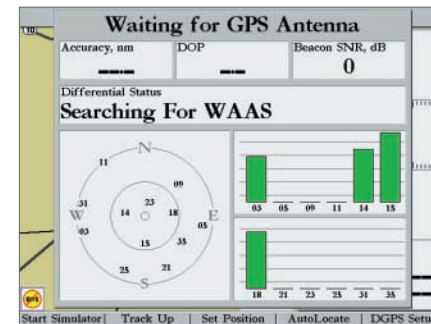 10
Waiting for GPS Antenna
Accuracy, nm DOP Beacon SNR, dB
--.- --.- 0
Differential Status
Searching For WAAS
N
11
09
31
23
14
18
W
E
03
05
15
35
25
21
S
03 05 09 11 14 15
18 21 23 25 31 35
GPS
Start Simulator | Track Up | Set Position | AutoLocate | DGPS Setu